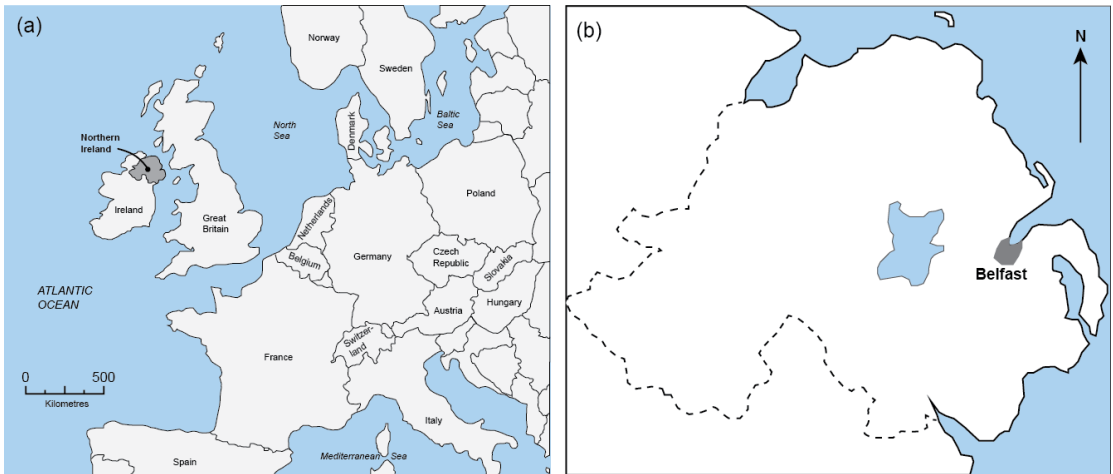 (a)
Norway
Sweden
North
Sea
Baltic
Sea
Denmark
Northern
Ireland
Ireland
Great
Britain
Netherlands
Belgium
Germany
Poland
Czech
Republic
Slovakia
ATLANTIC
OCEAN
Austria
Hungary
France
Switzer-
land
0 500
Kilometres
Italy
Spain
Mediterranean Sea
(b)
N
Belfast